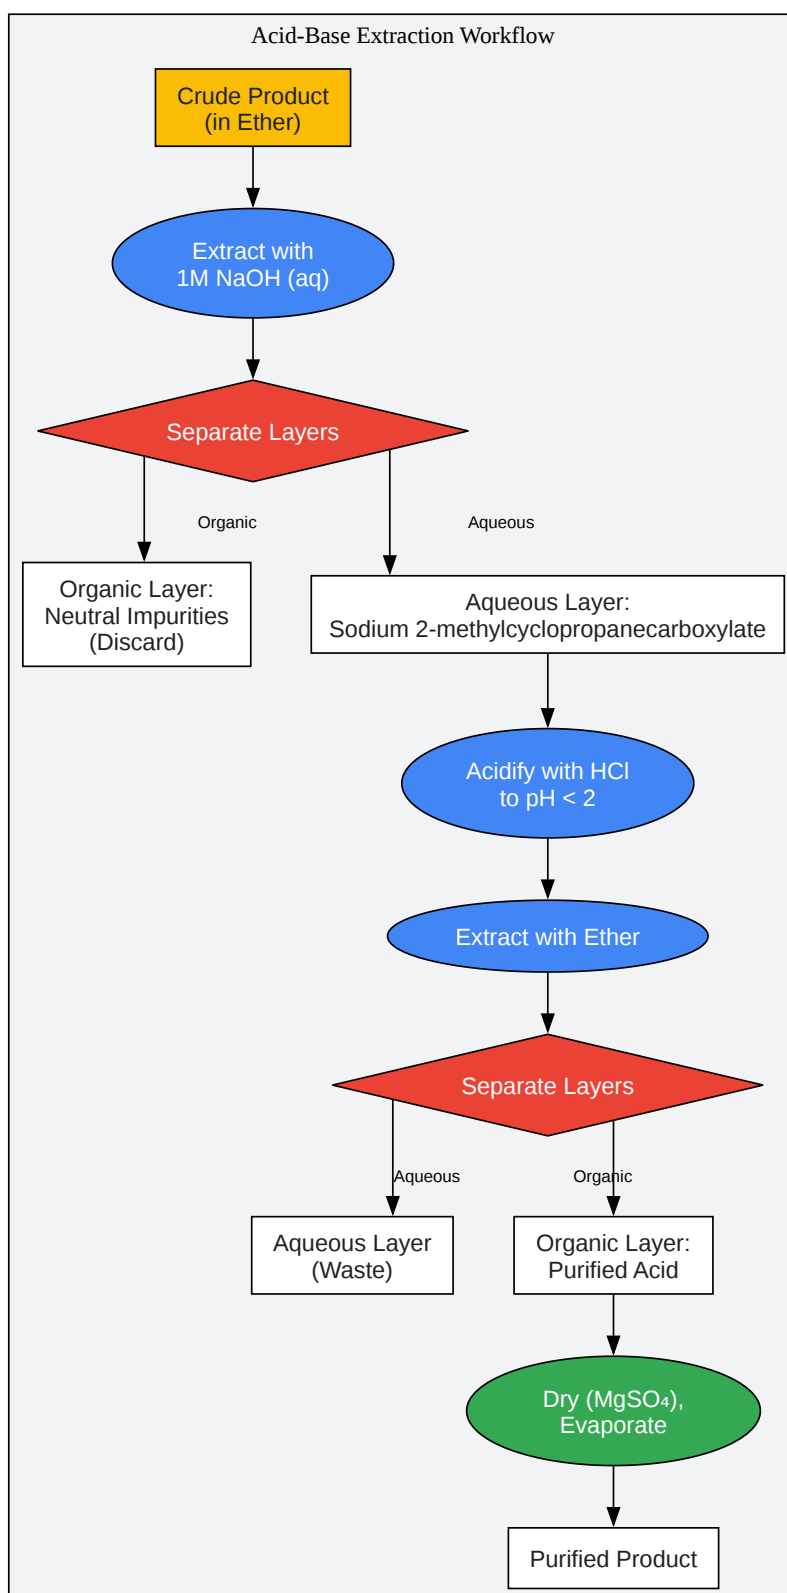 Acid-Base Extraction Workflow
Crude Product
(in Ether)
Extract with
1M NaOH (aq)
Separate Layers
Organic
Aqueous
Organic Layer:
Neutral Impurities
(Discard)
Aqueous Layer:
Sodium 2-methylcyclopropanecarboxylate
Acidify with HCl
to pH < 2
Extract with Ether
Separate Layers
Aqueous
Organic
Aqueous Layer
(Waste)
Organic Layer:
Purified Acid
Dry (MgSO₄),
Evaporate
Purified Product